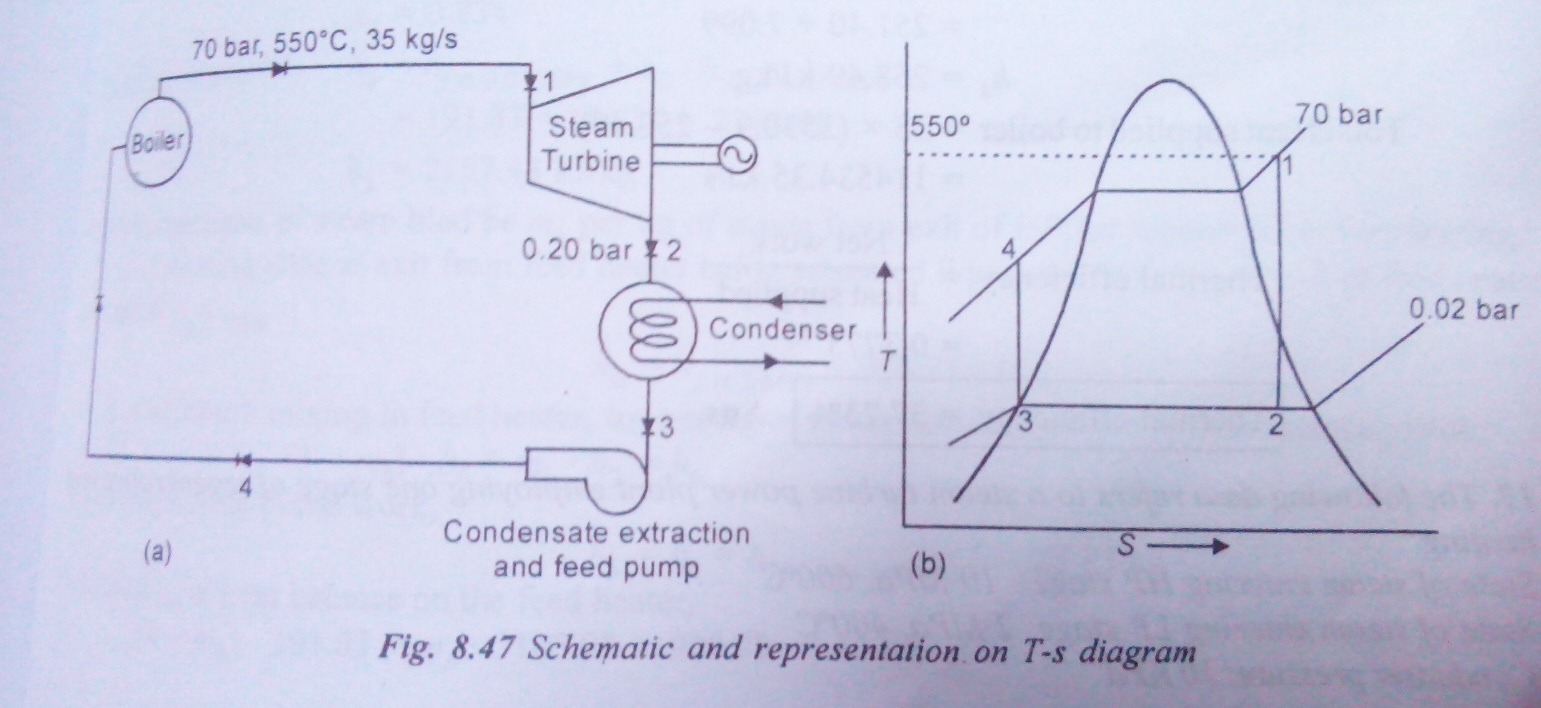 70 bar, 550°C, 35 kg/s
1
Boiler
Steam
Turbine
0.20 bar 2
Condenser
3
4
Condensate extraction
and feed pump
(a)
550°
70 bar
1
4
0.02 bar
T
3
2
S
(b)
Fig. 8.47 Schematic and representation on T-s diagram